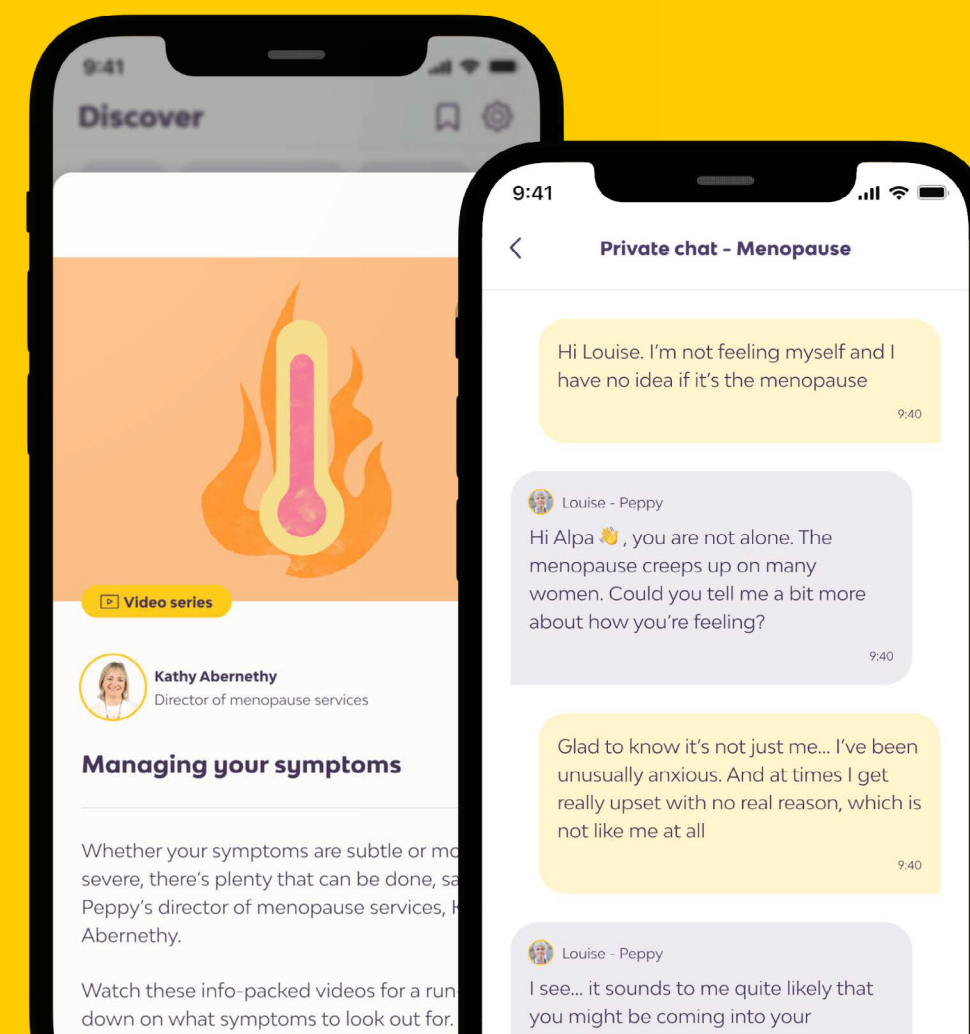 9:41
Discover
Video series
Kathy Abernethy
Director of menopause services
Managing your symptoms
Whether your symptoms are subtle or
severe, there's plenty that can be done,
Peppy's director of menopause services,
Abernethy.
Watch these info-packed videos for a run
down on what symptoms to look out for.
9:41
Private chat - Menopause
Hi Louise. I'm not feeling myself and I
have no idea if it's the menopause
9:40
Louise - Peppy
Hi Alpa 👋, you are not alone. The
menopause creeps up on many
women. Could you tell me a bit more
about how you're feeling?
9:40
Glad to know it's not just me... I've been
unusually anxious. And at times I get
really upset with no real reason, which is
not like me at all
9:40
Louise - Peppy
I see... it sounds to me quite likely that
you might be coming into your